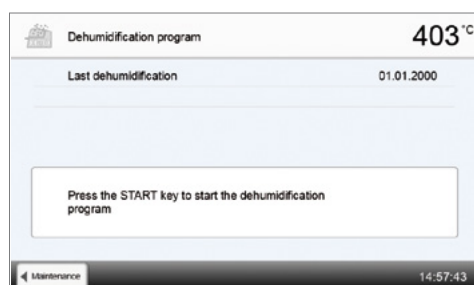 Dehumidification program 403 °C
Last dehumidification 01.01.2000
Press the START key to start the dehumidification
program
Maintenance 14:57:43